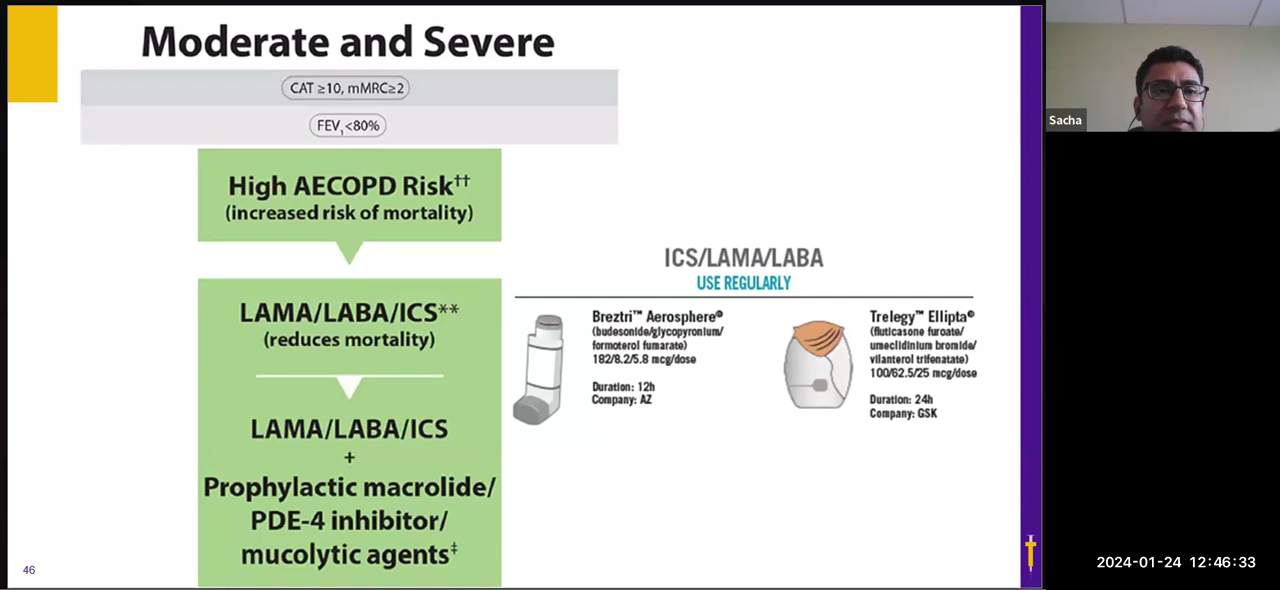 Moderate and Severe
CAT ≥10, mMRC≥2
FEV₁<80%
High AECOPD Risk††
(increased risk of mortality)
LAMA/LABA/ICS**
(reduces mortality)
LAMA/LABA/ICS
+
Prophylactic macrolide/
PDE-4 inhibitor/
mucolytic agents‡
ICS/LAMA/LABA
USE REGULARLY
Breztri™ Aerosphere®
(budesonide/glycopyronium/
formoterol fumarate)
182/8.2/5.8 mcg/dose
Duration: 12h
Company: AZ
Trelegy™ Ellipta®
(fluticasone furoate/
umeclidinium bromide/
vilanterol trifenatate)
100/62.5/25 mcg/dose
Duration: 24h
Company: GSK
46
Sacha
2024-01-24 12:46:33